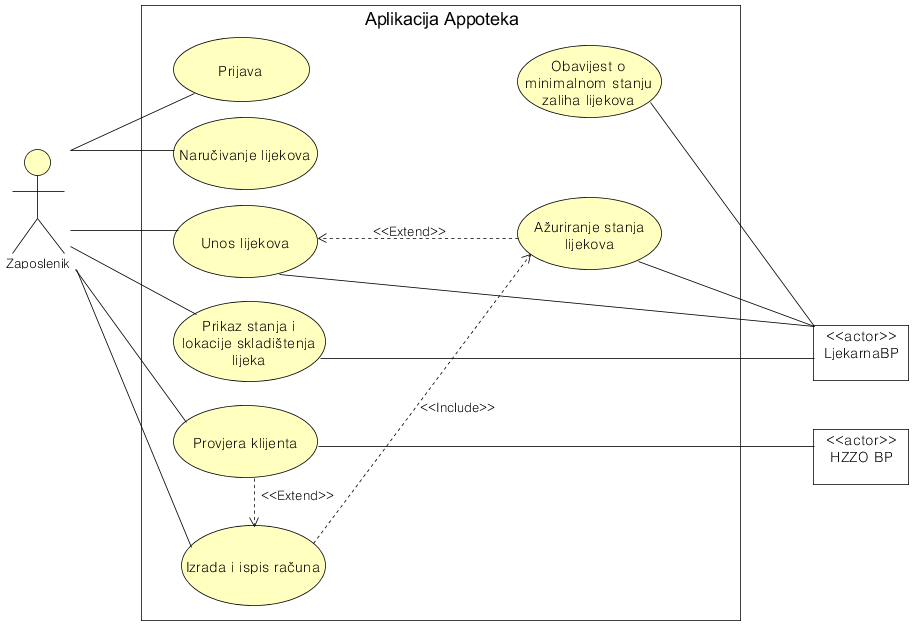 Aplikacija Appoteka
Prijava
Obavijest o
minimalnom stanju
zaliha lijekova
Naručivanje lijekova
Zaposlenik
Unos lijekova
<<Extend>>
Ažuriranje stanja
lijekova
Prikaz stanja i
lokacije skladištenja
lijeka
<<actor>>
LjekarnaBP
<<Include>>
Provjera klijenta
<<actor>>
HZZO BP
<<Extend>>
Izrada i ispis računa